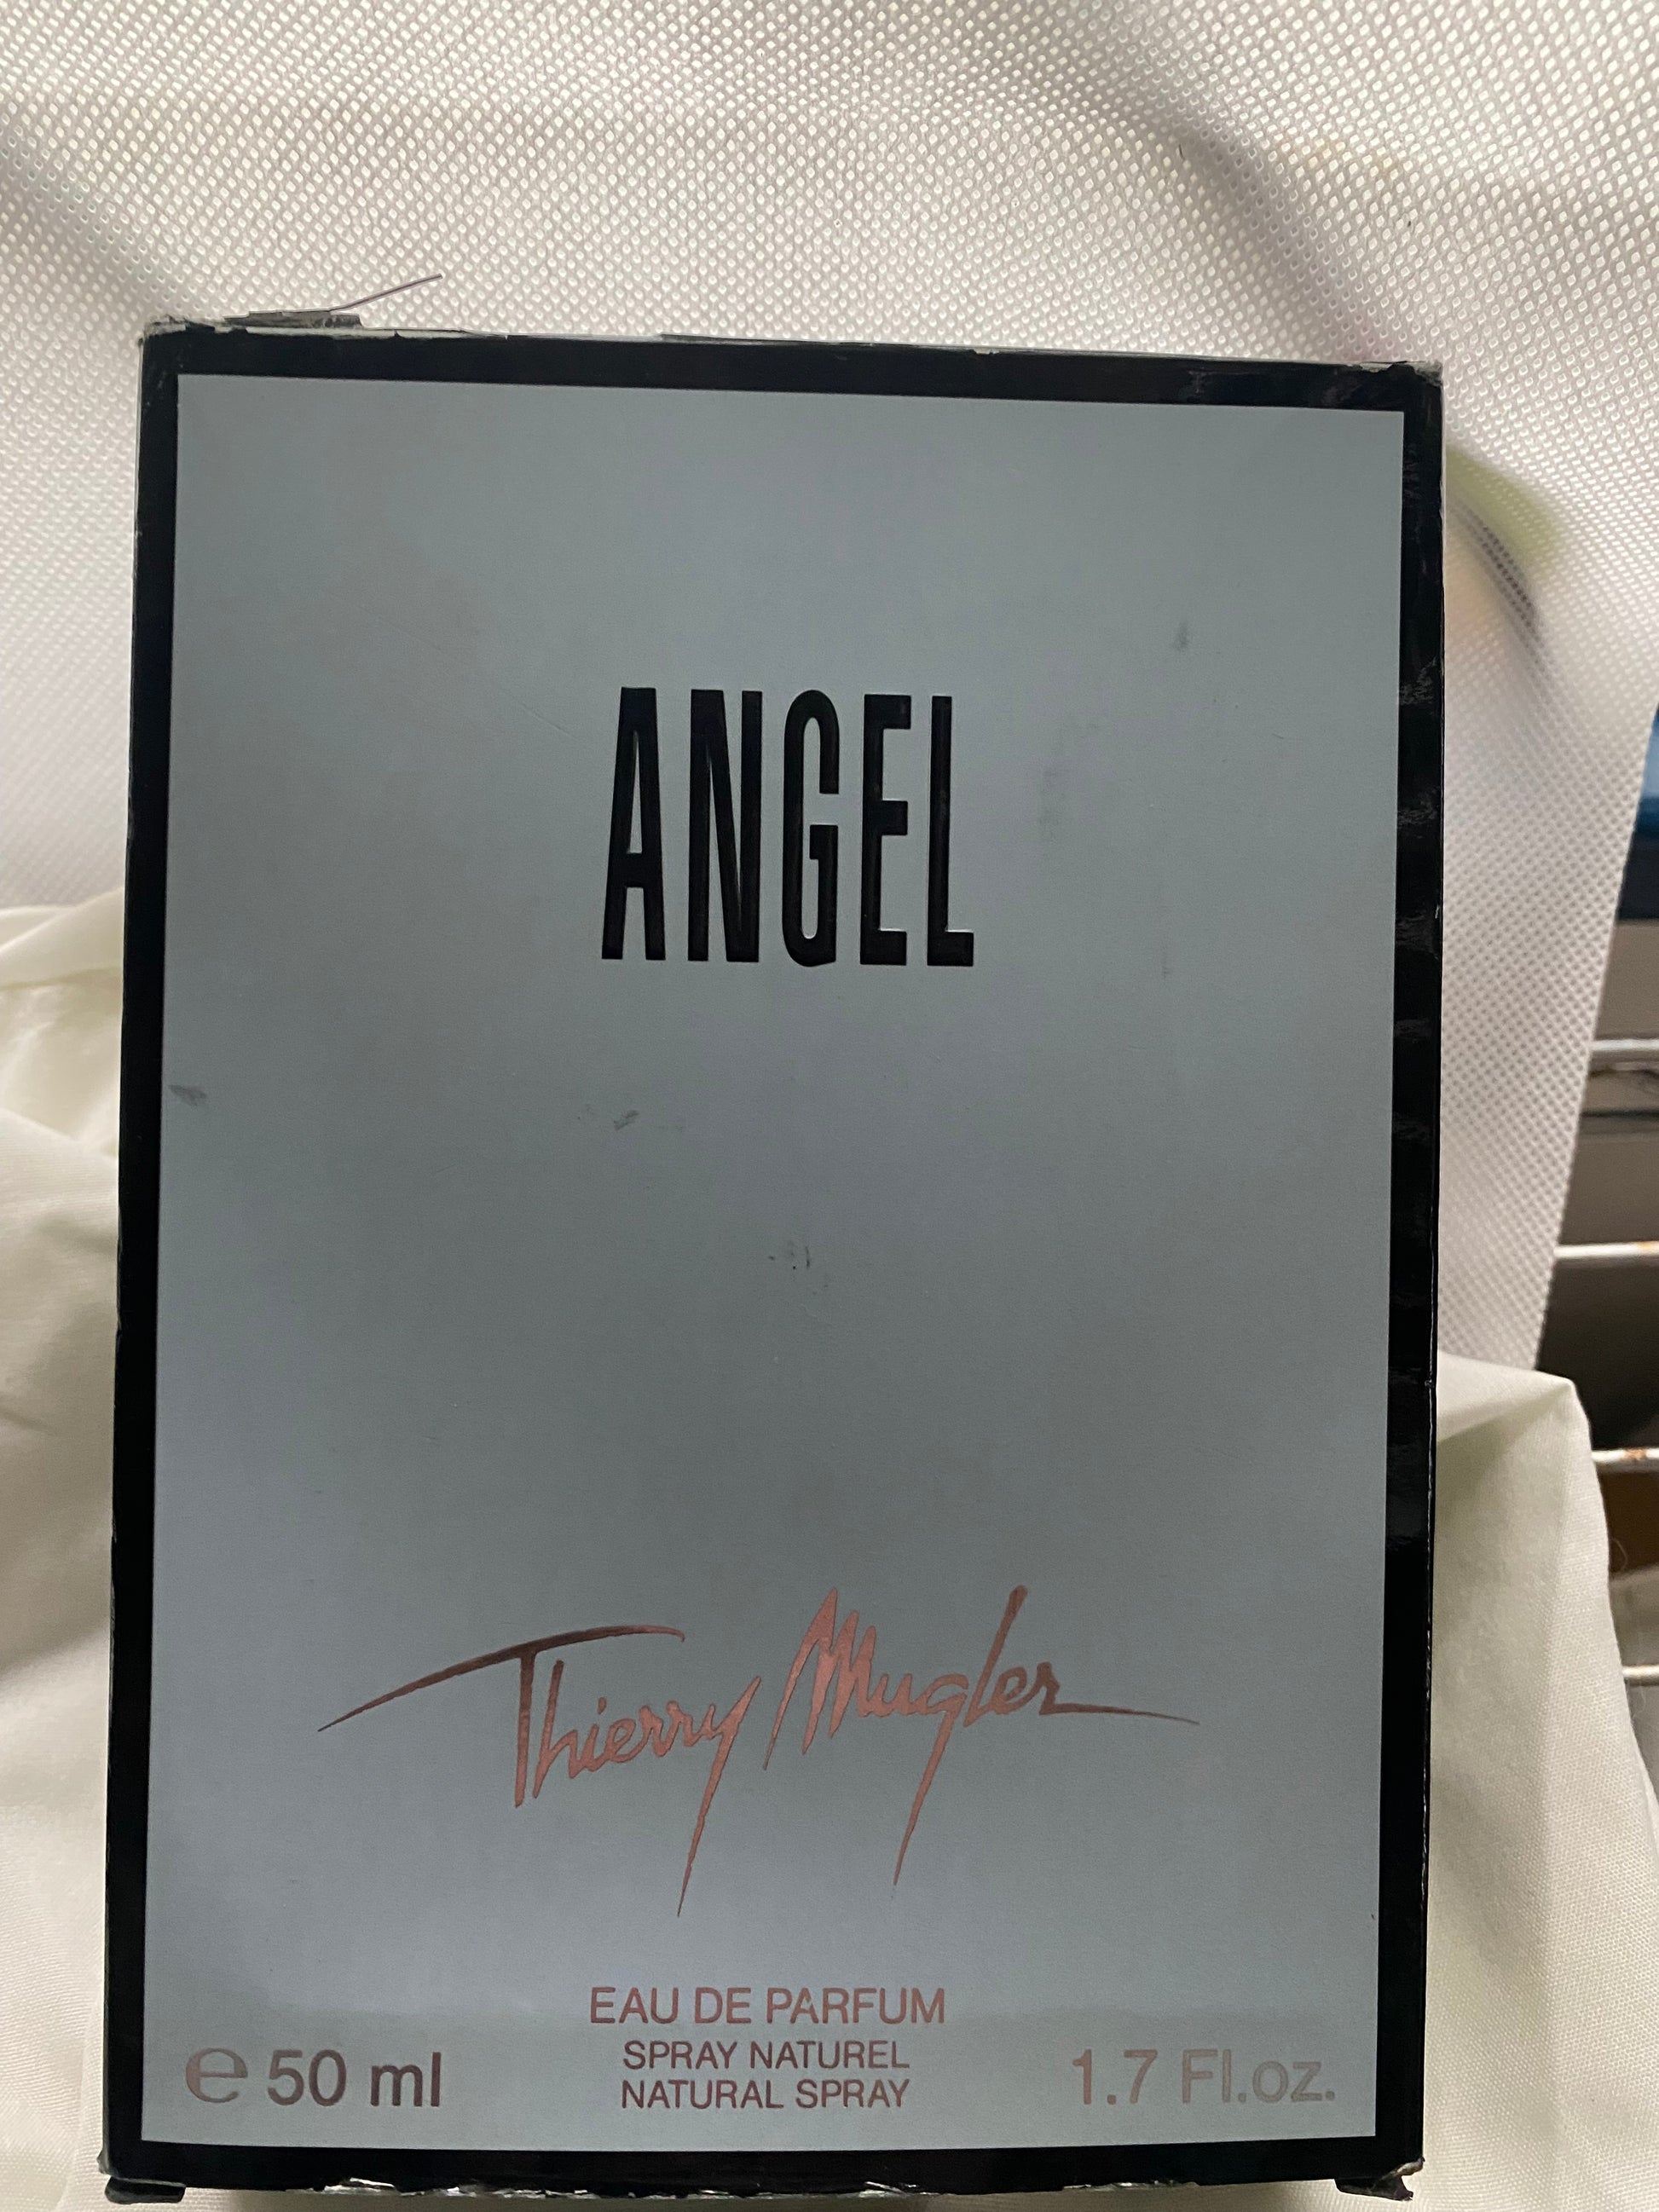 ANGEL
Thierry Mugler
EAU DE PARFUM
SPRAY NATUREL
NATURAL SPRAY
℮ 50 ml
1.7 Fl.oz.